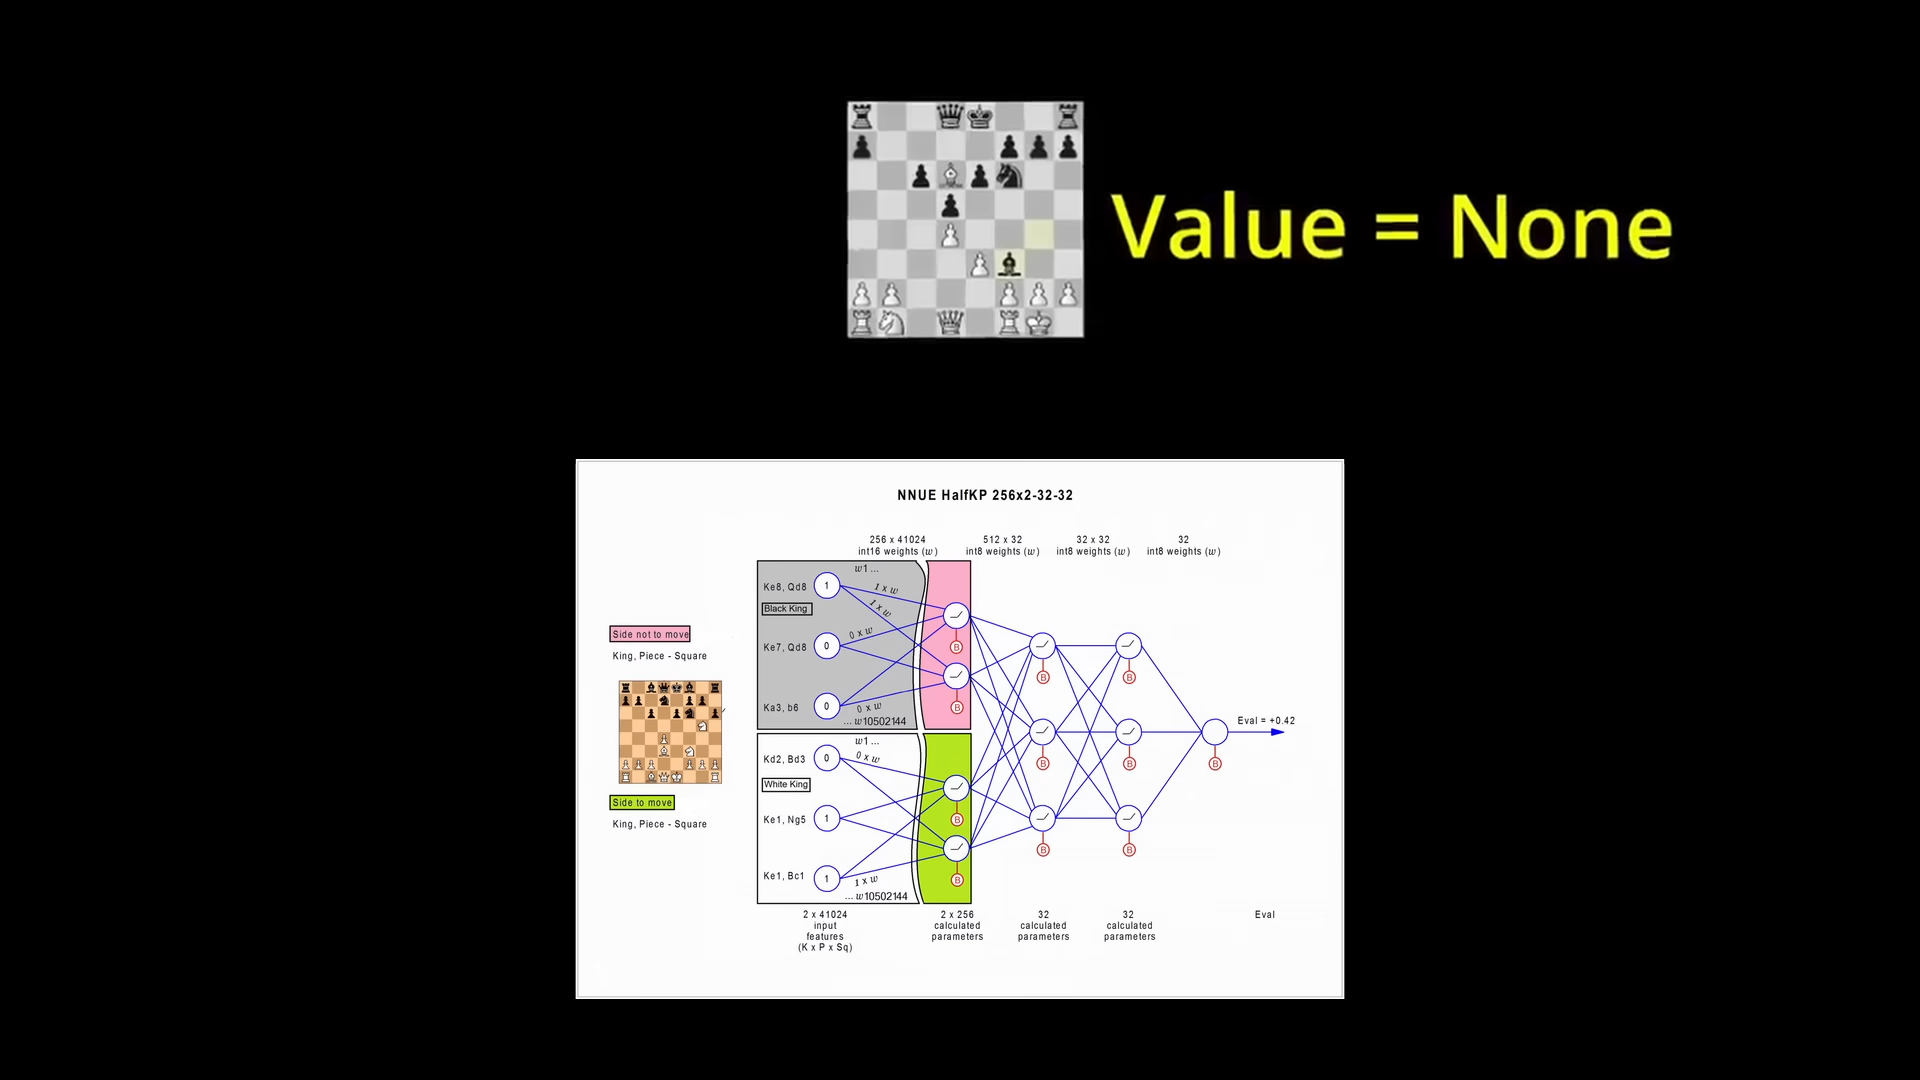 Value = None
NNUE HalfKP 256x2-32-32
256 x 41024
int16 weights (w)
512 x 32
int8 weights (w)
32 x 32
int8 weights (w)
32
int8 weights (w)
w1 ...
Ke8, Qd8
1
1 x w
1 x w
Black King
0 x w
Ke7, Qd8
0
B
Ka3, b6
0
0 x w
... w10502144
B
Side not to move
King, Piece - Square
B
B
Eval = +0.42
w1 ...
Kd2, Bd3
0
0 x w
White King
B
B
B
Side to move
King, Piece - Square
Ke1, Ng5
1
B
B
B
Ke1, Bc1
1
1 x w
... w10502144
B
2 x 41024
input
features
(K x P x Sq)
2 x 256
calculated
parameters
32
calculated
parameters
32
calculated
parameters
Eval